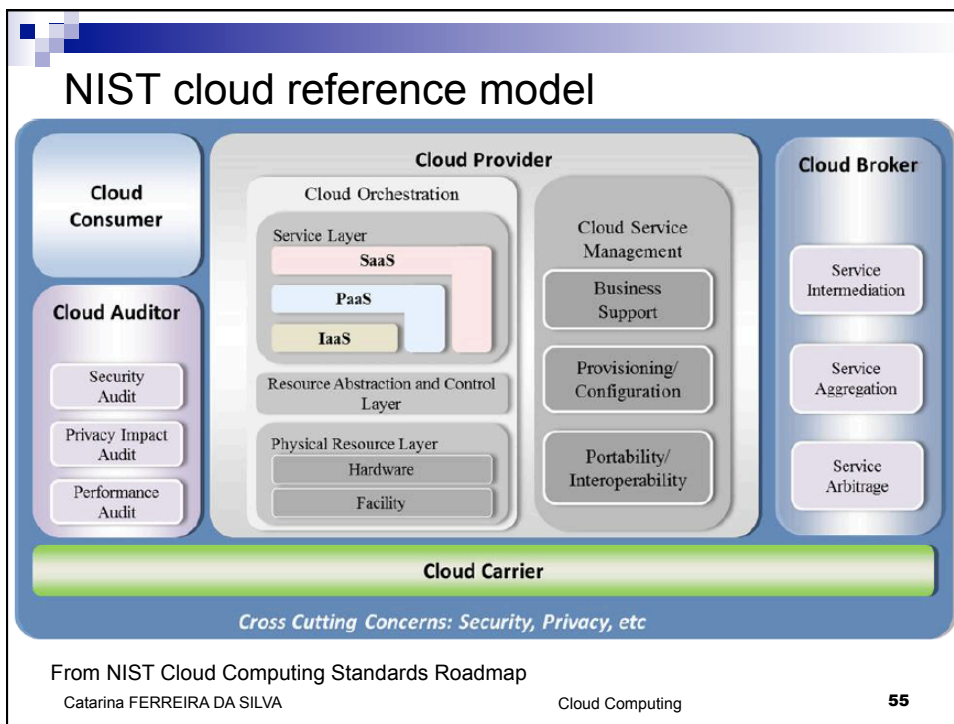 NIST cloud reference model
Cloud
Consumer
Cloud Auditor
Security
Audit
Privacy Impact
Audit
Performance
Audit
Cloud Provider
Cloud Orchestration
Service Layer
SaaS
PaaS
IaaS
Resource Abstraction and Control
Layer
Physical Resource Layer
Hardware
Facility
Cloud Service
Management
Business
Support
Provisioning/
Configuration
Portability/
Interoperability
Cloud Broker
Service
Intermediation
Service
Aggregation
Service
Arbitrage
Cloud Carrier
Cross Cutting Concerns: Security, Privacy, etc
From NIST Cloud Computing Standards Roadmap
Catarina FERREIRA DA SILVA
Cloud Computing
55